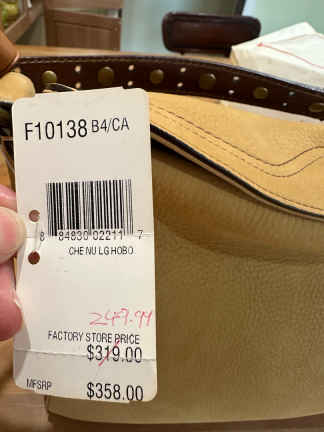 F10138 B4/CA
8 84830 02211 7
CHE NU LG HOBO
249.99
FACTORY STORE PRICE
$319.00
MFSRP
$358.00